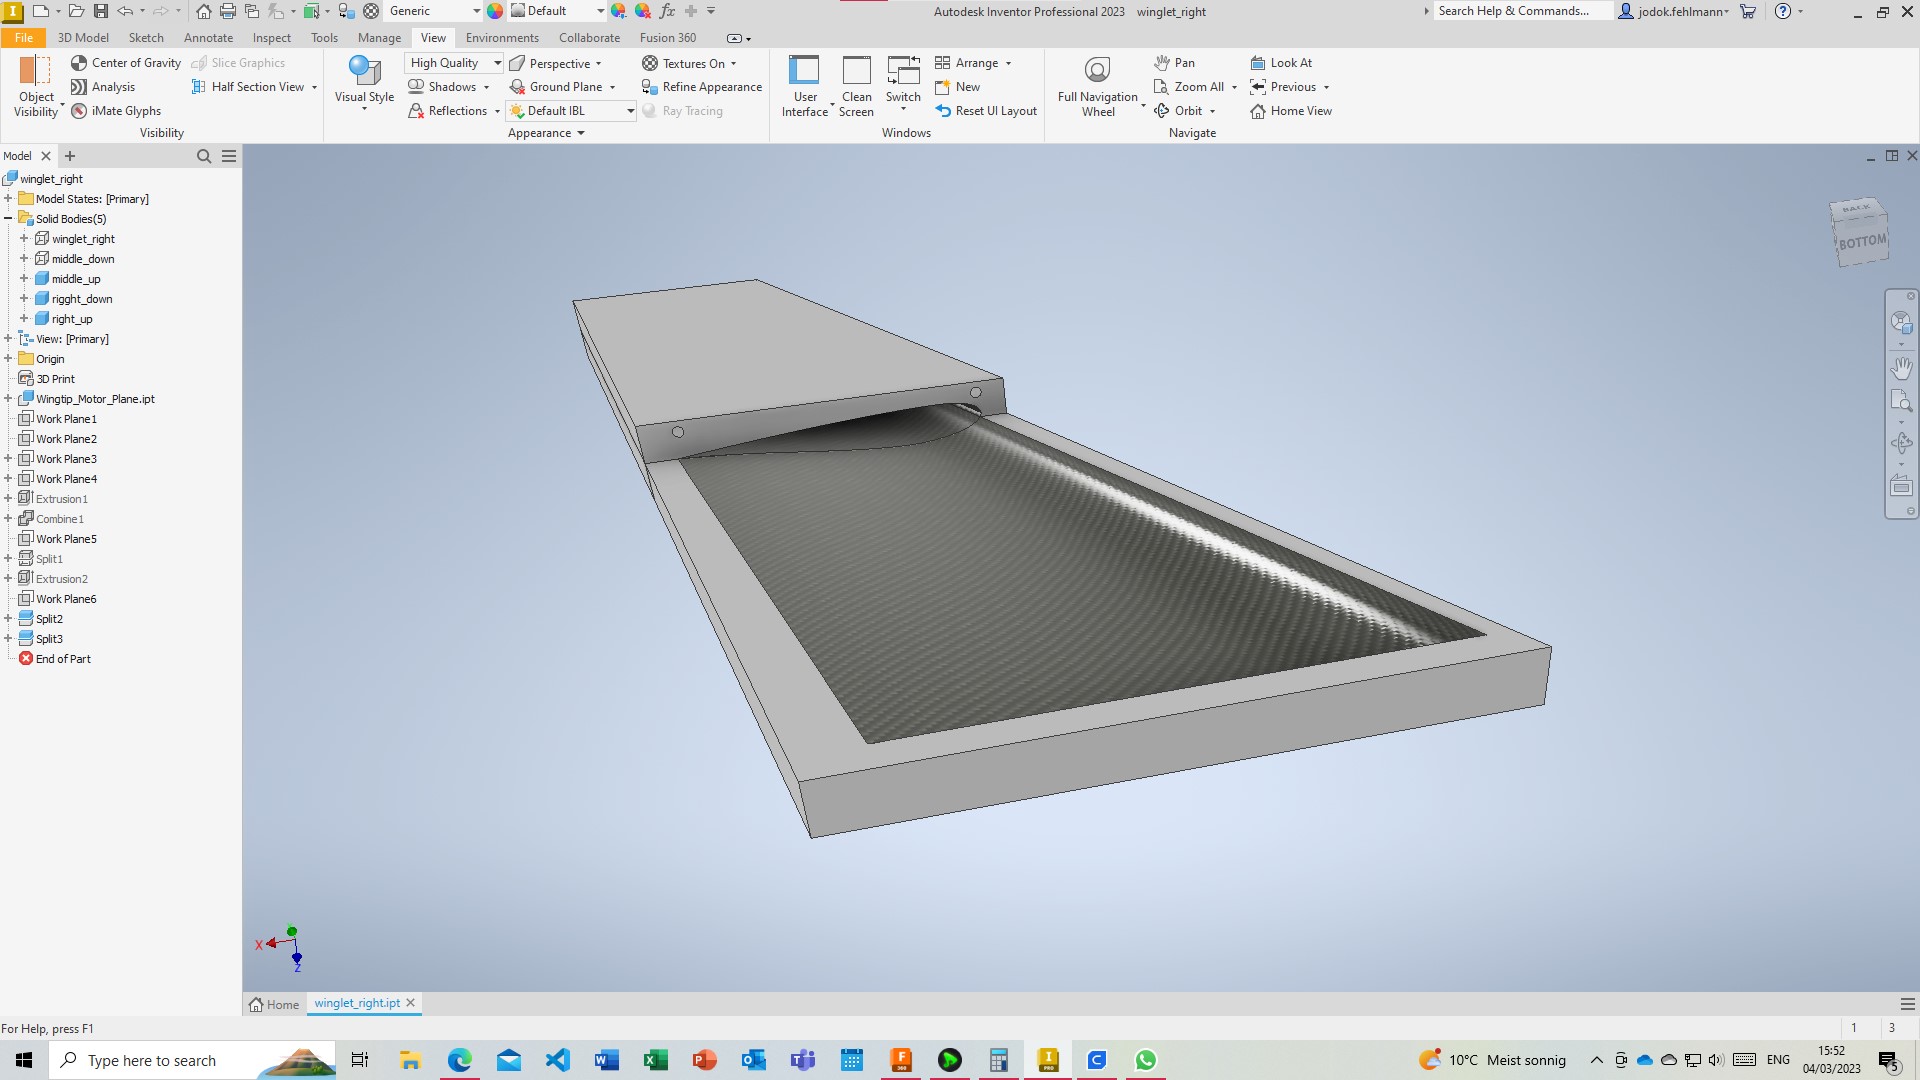 Generic
Default
fx
Autodesk Inventor Professional 2023 winglet_right
Search Help & Commands...
jodok.fehlmann
File 3D Model Sketch Annotate Inspect Tools Manage View Environments Collaborate Fusion 360
Object Visibility
Center of Gravity
Analysis
iMate Glyphs
Slice Graphics
Half Section View
Visibility
Visual Style
High Quality
Shadows
Reflections
Perspective
Ground Plane
Default IBL
Textures On
Refine Appearance
Ray Tracing
Appearance
User Interface
Clean Screen
Switch
Arrange
New
Reset UI Layout
Windows
Full Navigation Wheel
Pan
Zoom All
Orbit
Look At
Previous
Home View
Navigate
Model
winglet_right
Model States: [Primary]
Solid Bodies(5)
winglet_right
middle_down
middle_up
rigght_down
right_up
View: [Primary]
Origin
3D Print
Wingtip_Motor_Plane.ipt
Work Plane1
Work Plane2
Work Plane3
Work Plane4
Extrusion1
Combine1
Work Plane5
Split1
Extrusion2
Work Plane6
Split2
Split3
End of Part
BACK
BOTTOM
X
Z
Home
winglet_right.ipt
For Help, press F1
1
3
Type here to search
10°C Meist sonnig
ENG
15:52
04/03/2023
5